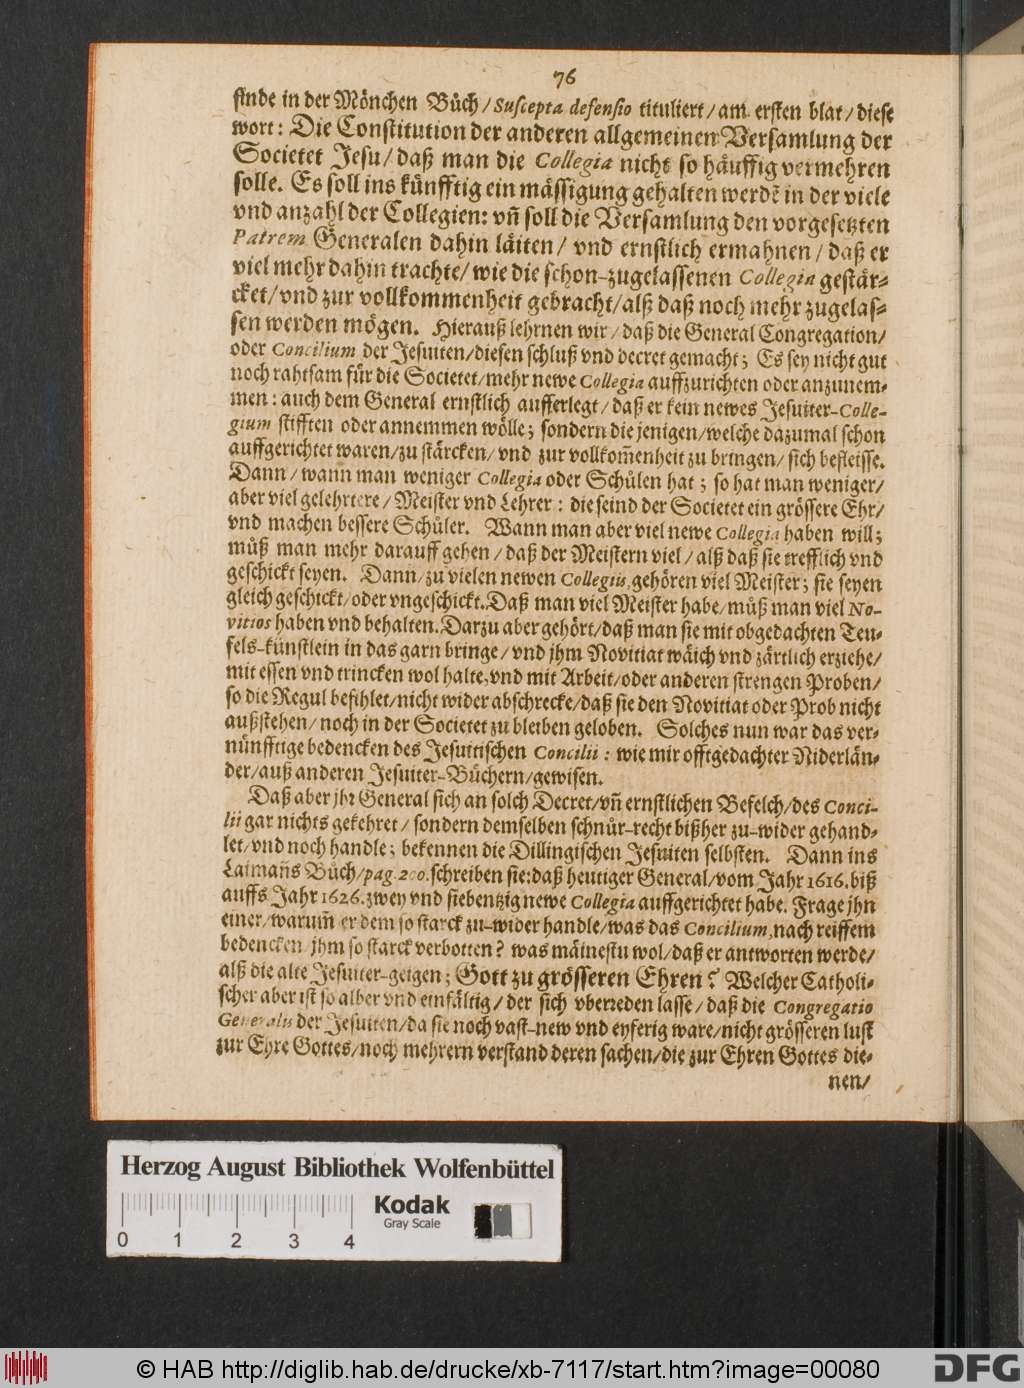 76
finde in der Mönchen Büch/ Suscepta defensio tituliert/ am ersten blat/ diese
wort: Die Constitution der anderen allgemeinen Versamlung der
Societet Jesu/ daß man die Collegia nicht so häuffig vermehren
solle. Es soll ins künfftig ein mässigung gehalten werdẽ in der viele
vnd anzahl der Collegien: vñ soll die Versamlung den vorgesetzten
Patrem Generalen dahin läiten/ vnd ernstlich ermahnen/ daß er
viel mehr dahin trachte/ wie die schon-zugelassenen Collegia gestär-
cket/ vnd zur vollkommenheit gebracht/ alß daß noch mehr zugelas-
sen werden mögen. Hierauß lehrnen wir/ daß die General Congregation/
oder Concilium der Jesuiten/ diesen schluß vnd decret gemacht; Es sey nicht gut
noch rahtsam für die Societet/ mehr newe Collegia auffzurichten oder anzunem-
men: auch dem General ernstlich aufferlegt/ daß er kein newes Jesuiter-Colle-
gium stifften oder annemmen wölle; sondern die jenigen/ welche dazumal schon
auffgerichtet waren/ zu stärcken/ vnd zur vollkom̃enheit zu bringen/ sich befleisse.
Dann/ wann man weniger Collegia oder Schülen hat; so hat man weniger/
aber viel gelehrtere/ Meister vnd Lehrer: die seind der Societet ein grössere Ehr/
vnd machen bessere Schüler. Wann man aber viel newe Collegia haben will;
müß man mehr darauff gehen/ daß der Meistern viel/ alß daß sie trefflich vnd
geschickt seyen. Dann/ zu vielen newen Collegiis, gehören viel Meister; sie seyen
gleich geschickt/ oder vngeschickt. Daß man viel Meister habe/ müß man viel No-
vitios haben vnd behalten. Darzu aber gehört/ daß man sie mit obgedachten Teu-
fels-künstlein in das garn bringe/ vnd jhm Novitiat wäich vnd zärtlich erziehe/
mit essen vnd trincken wol halte, vnd mit Arbeit/ oder anderen strengen Proben/
so die Regul befihlet/ nicht wider abschrecke/ daß sie den Novitiat oder Prob nicht
außstehen/ noch in der Societet zu bleiben geloben. Solches nun war das ver-
nünfftige bedencken des Jesuitischen Concilii: wie mir offtgedachter Niderlän-
der/ auß anderen Jesuiter-Büchern/ gewisen.
Daß aber jhr General sich an solch Decret/ vñ ernstlichen Befelch/ des Conci-
lii gar nichts gekehret/ sondern demselben schnür-recht bißher zu-wider gehand-
let/ vnd noch handle; bekennen die Dillingischen Jesuiten selbsten. Dann ins
Laimañs Büch/ pag. 200. schreiben sie: daß heutiger General/ vom Jahr 1616. biß
auffs Jahr 1626. zwey vnd siebentzig newe Collegia auffgerichtet habe. Frage jhn
einer/ warum̃ er dem so starck zu-wider handle/ was das Concilium, nach reiffem
bedencken jhm so starck verbotten? was mäinestu wol/ daß er antworten werde/
alß die alte Jesuiter-geigen; Gott zu grösseren Ehren? Welcher Catholi-
scher aber ist so alber vnd einfältig/ der sich vberreden lasse/ daß die Congregatio
Generalis der Jesuiten/ da sie noch vast-new vnd eyferig ware/ nicht grösseren lust
zur Ehre Gottes/ noch mehrern verstand deren sachen/ die zur Ehren Gottes die-
nen/
Herzog August Bibliothek Wolfenbüttel
Kodak
Gray Scale
0 1 2 3 4
© HAB http://diglib.hab.de/drucke/xb-7117/start.htm?image=00080
DFG